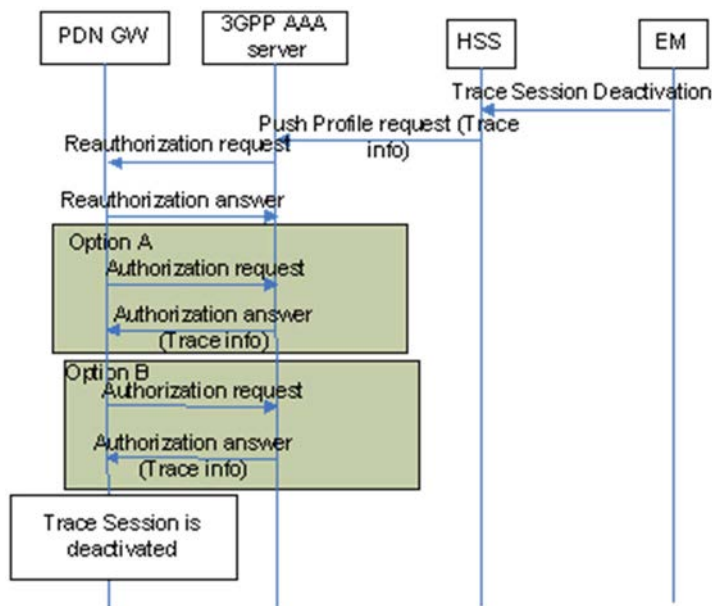 PDN GW
3GPP AAA
server
HSS
EM
Trace Session Deactivation
Push Profile request (Trace
info)
Reauthorization request
Reauthorization answer
Option A
Authorization request
Authorization answer
(Trace info)
Option B
Authorization request
Authorization answer
(Trace info)
Trace Session is
deactivated